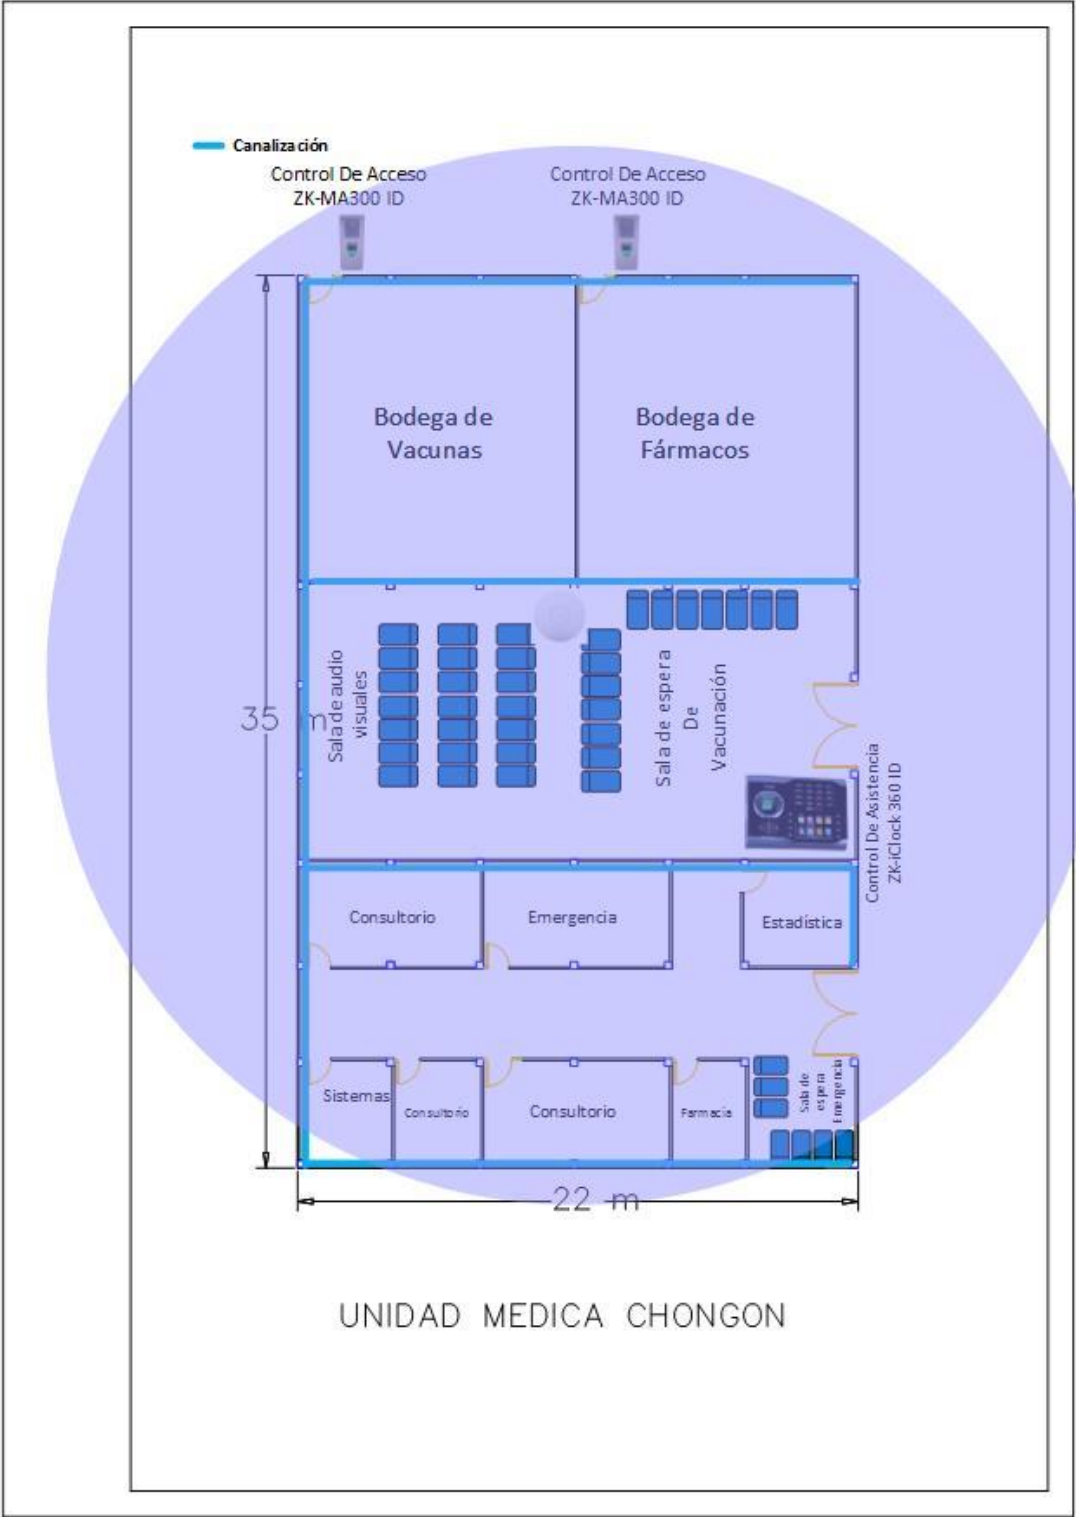 Canalización
Control De Acceso
ZK-MA300 ID
Control De Acceso
ZK-MA300 ID
Bodega de
Vacunas
Bodega de
Fármacos
35 m
Sala de audio
visuales
Sala de espera
De
Vacunación
Control De Asistencia
ZK-iClock 360 ID
Consultorio
Emergencia
Estadística
Sistemas
Consultorio
Consultorio
Farmacia
Sala de
espera
Emergencia
22 m
UNIDAD MEDICA CHONGON